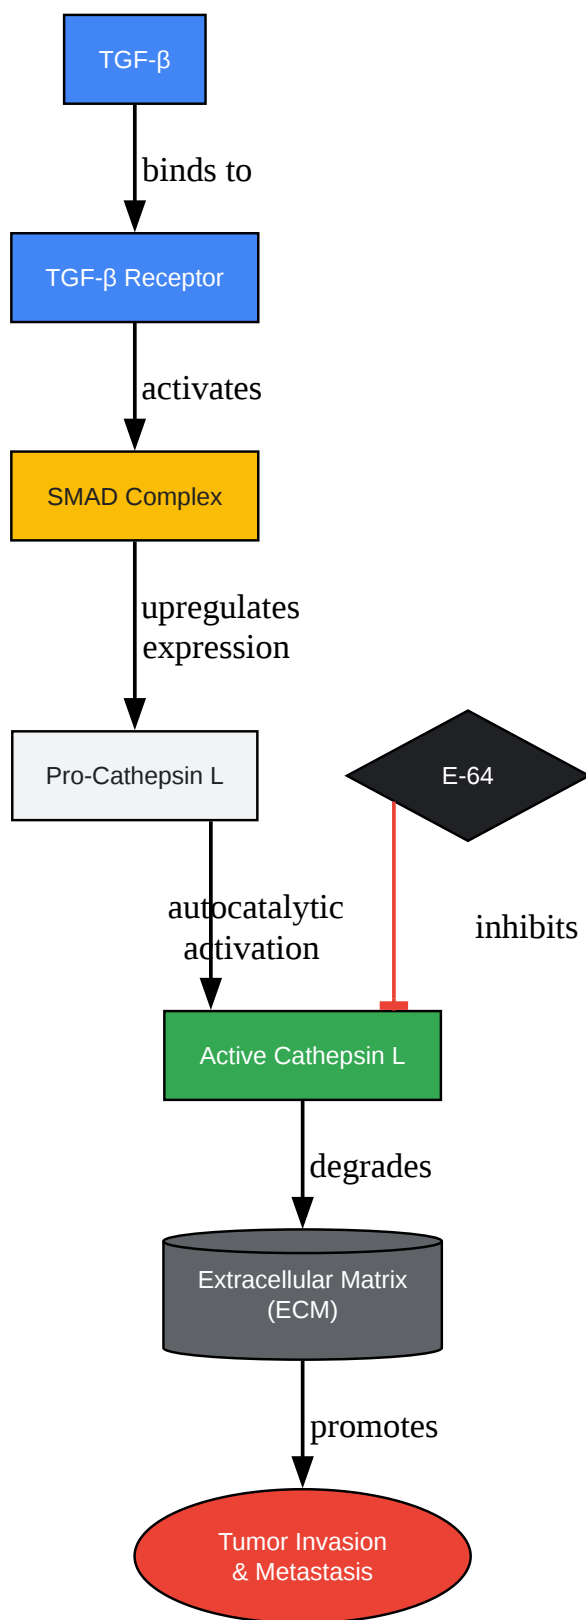 TGF-β
binds to
TGF-β Receptor
activates
SMAD Complex
upregulates
expression
Pro-Cathepsin L
E-64
autocatalytic
activation
inhibits
Active Cathepsin L
degrades
Extracellular Matrix
(ECM)
promotes
Tumor Invasion
& Metastasis